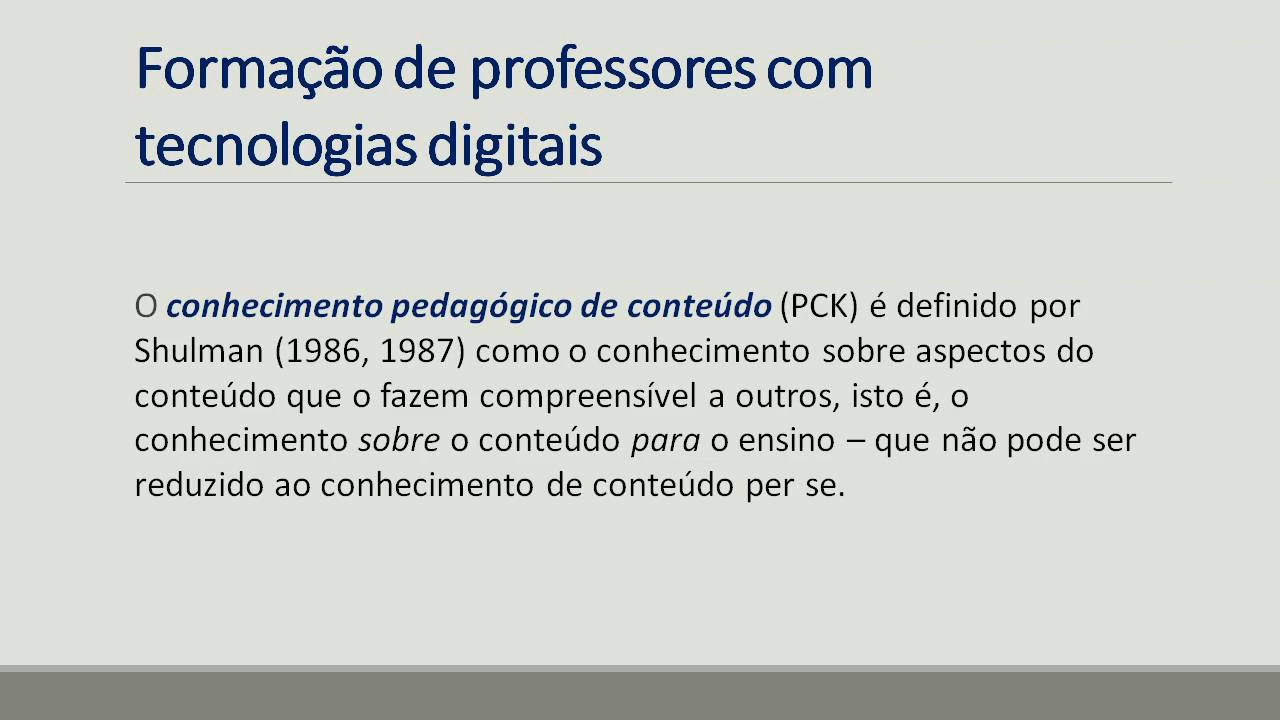 Formação de professores com
tecnologias digitais
O conhecimento pedagógico de conteúdo (PCK) é definido por
Shulman (1986, 1987) como o conhecimento sobre aspectos do
conteúdo que o fazem compreensível a outros, isto é, o
conhecimento sobre o conteúdo para o ensino – que não pode ser
reduzido ao conhecimento de conteúdo per se.